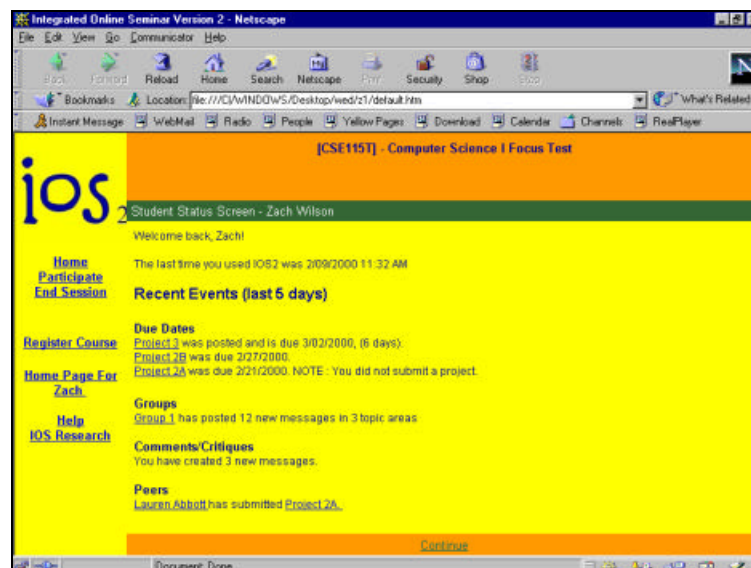 Integrated Online Seminar Version 2 - Netscape
File Edit View Go Communicator Help
Back Forward Reload Home Search Netscape Print Security Shop Stop
Bookmarks Location: file:///C|/WINDOWS/Desktop/wed/z1/default.htm What's Related
Instant Message WebMail Radio People Yellow Pages Download Calendar Channels RealPlayer
[CSE115T] - Computer Science I Focus Test
ios 2
Student Status Screen - Zach Wilson
Welcome back, Zach!
The last time you used IOS2 was 2/09/2000 11:32 AM
Home
Participate
End Session
Register Course
Home Page For
Zach
Help
IOS Research
Recent Events (last 5 days)
Due Dates
Project 3 was posted and is due 3/02/2000, (6 days).
Project 2B was due 2/27/2000.
Project 2A was due 2/21/2000. NOTE : You did not submit a project.
Groups
Group 1 has posted 12 new messages in 3 topic areas
Comments/Critiques
You have created 3 new messages.
Peers
Lauren Abbott has submitted Project 2A.
Continue
Document: Done